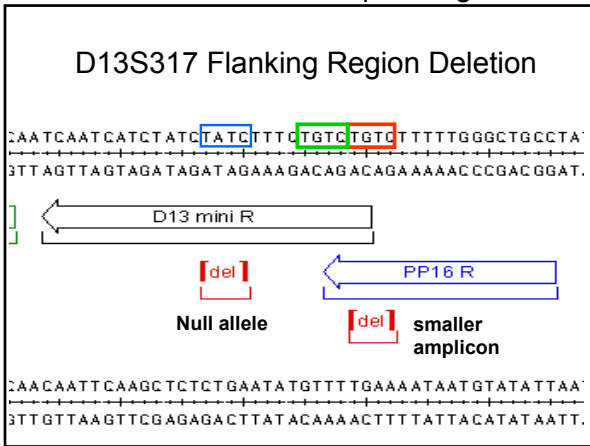 D13S317 Flanking Region Deletion
CAATCAATCATCTATCTATCTTTCTGTCTGTCTTTTTGGGCTGCCTA
GTTAGTTAGTAGATAGATAGAAAGACAGACAGAAAAACCCGACGGAT
D13 mini R
del
PP16 R
Null allele
del
smaller
amplicon
CAACAATTCAAGCTCTCTGAATATGTTTTGAAAATAATGTATATTAA
GTTGTTAAGTTCGAGAGACTTATACAAAACTTTTATTACATATAATT